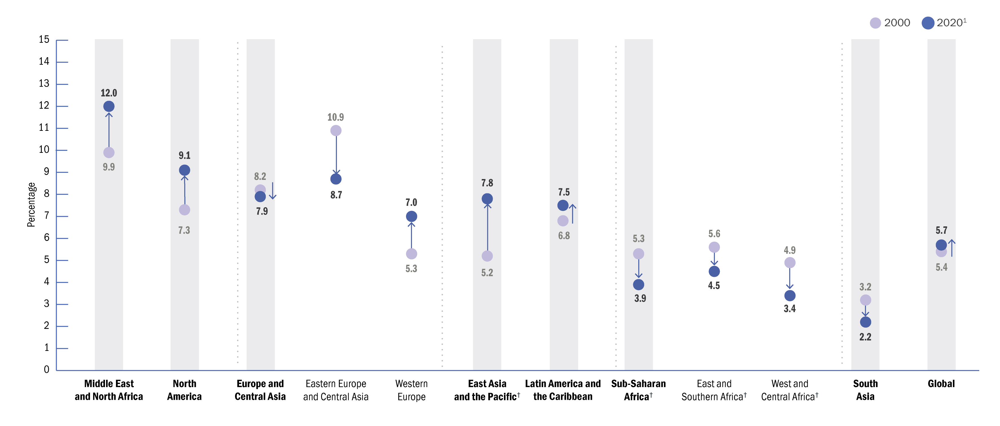 2000 2020¹
Percentage
15
14
13
12
11
10
9
8
7
6
5
4
3
2
1
0
12.0
9.9
9.1
7.3
8.2
7.9
10.9
8.7
7.0
5.3
7.8
5.2
7.5
6.8
5.3
3.9
5.6
4.5
4.9
3.4
3.2
2.2
5.7
5.4
Middle East
and North Africa
North
America
Europe and
Central Asia
Eastern Europe
and Central Asia
Western
Europe
East Asia
and the Pacific†
Latin America and
the Caribbean
Sub-Saharan
Africa†
East and
Southern Africa†
West and
Central Africa†
South
Asia
Global